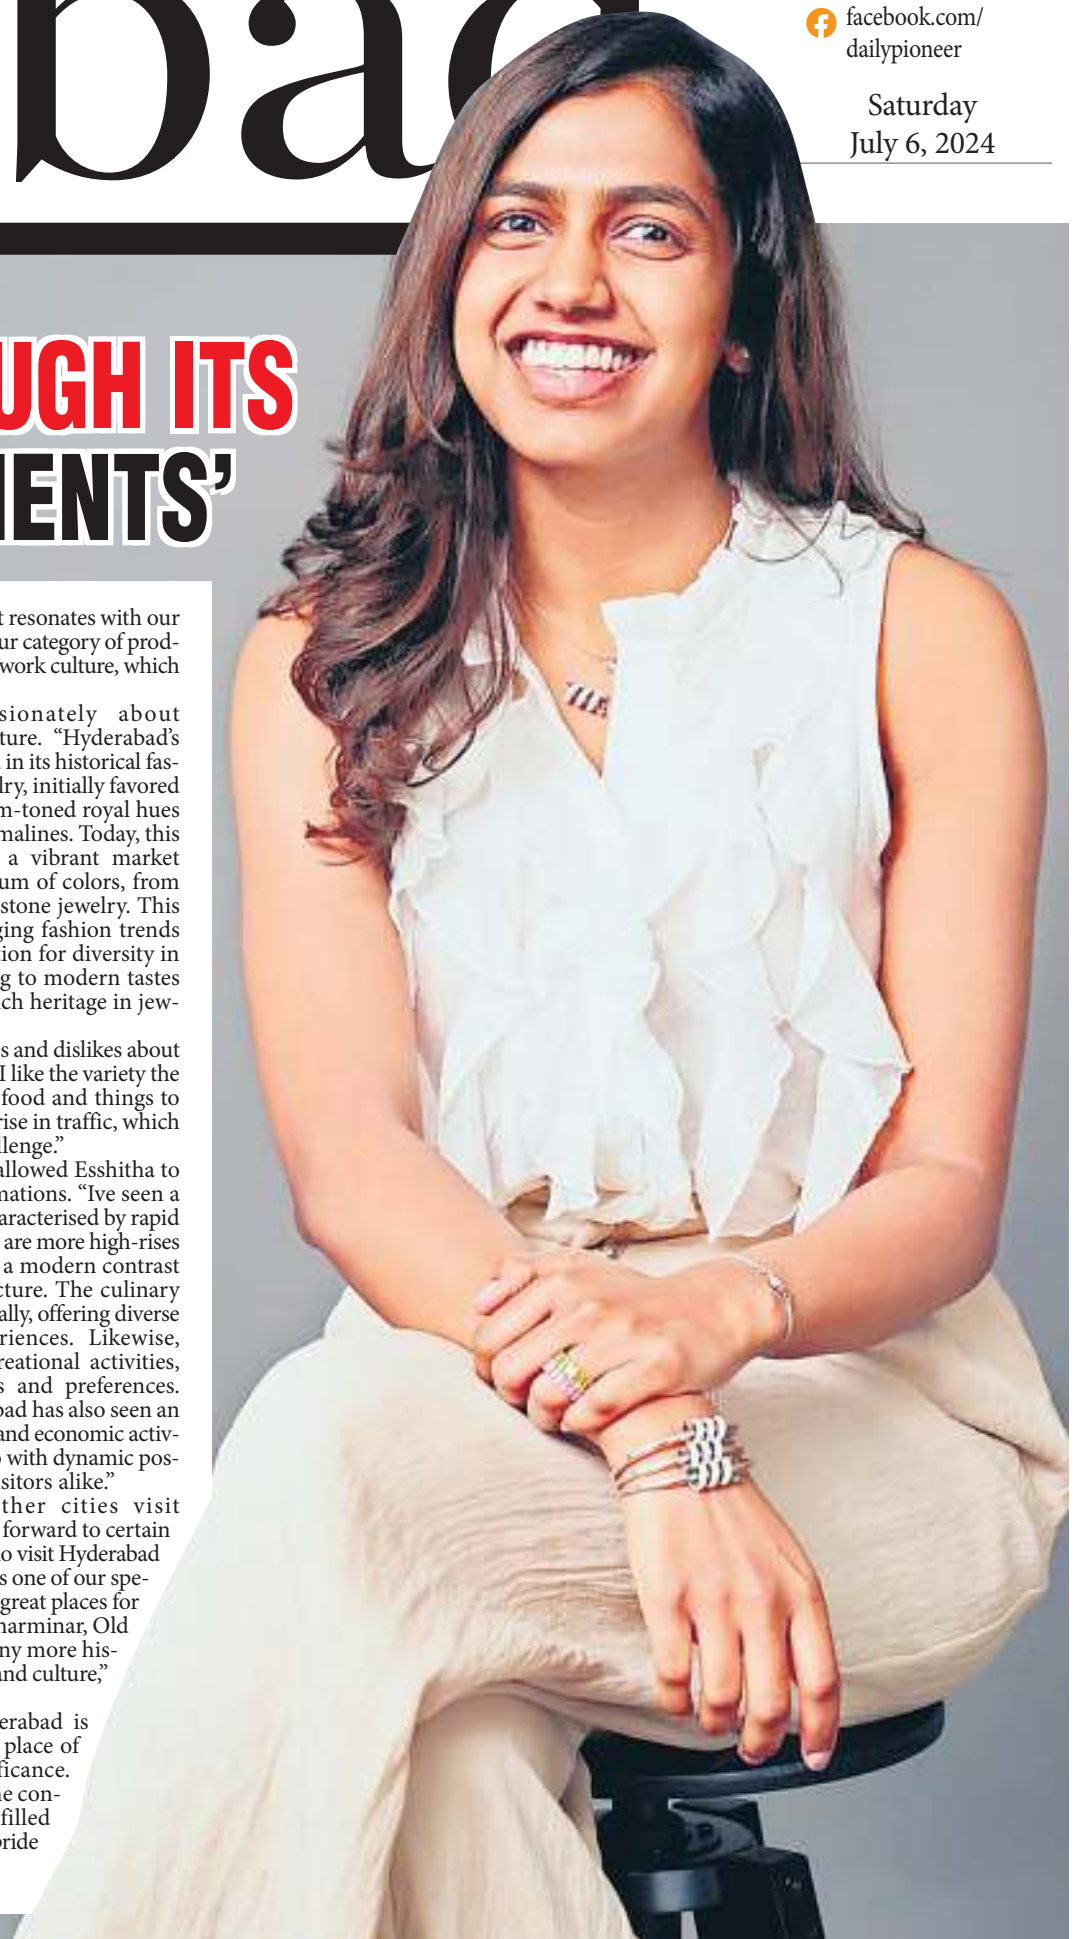 bad
facebook.com/
dailypioneer
Saturday
July 6, 2024
UGH ITS
IENTS’
t resonates with our
ur category of prod-
work culture, which
sionately about
ture. “Hyderabad’s
in its historical fas-
lry, initially favored
m-toned royal hues
malines. Today, this
a vibrant market
um of colors, from
stone jewelry. This
ging fashion trends
tion for diversity in
g to modern tastes
ch heritage in jew-
s and dislikes about
I like the variety the
food and things to
rise in traffic, which
llenge.”
allowed Esshitha to
mations. “Ive seen a
aracterised by rapid
are more high-rises
a modern contrast
cture. The culinary
ally, offering diverse
riences. Likewise,
reational activities,
s and preferences.
bad has also seen an
and economic activ-
with dynamic pos-
sitors alike.”
ther cities visit
forward to certain
o visit Hyderabad
s one of our spe-
great places for
harminar, Old
ny more his-
and culture,”
erabad is
place of
ficance.
e con-
filled
pride